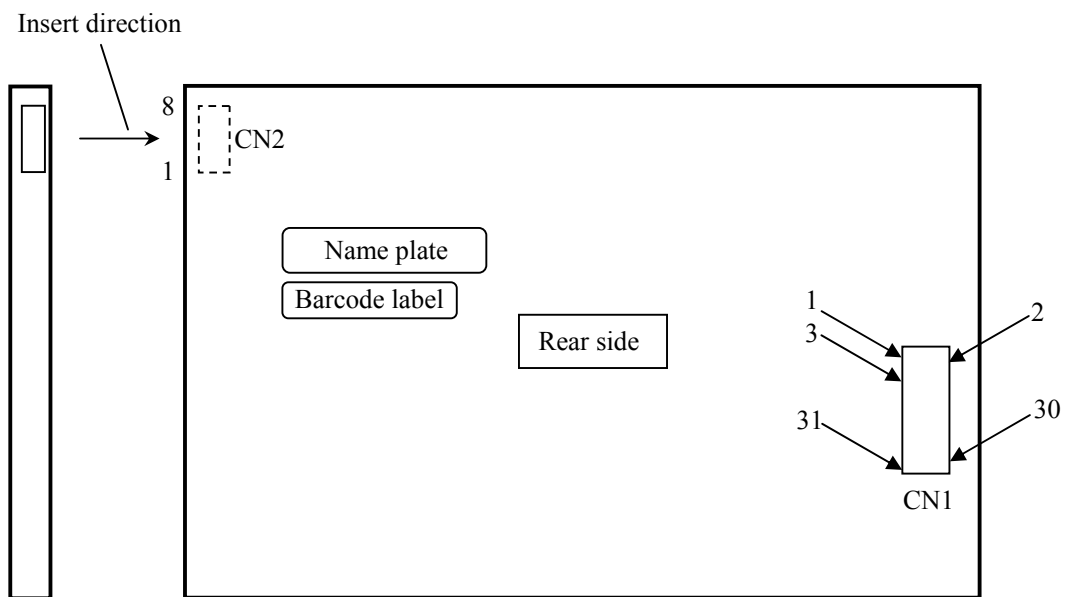 Insert direction
8
CN2
1
Name plate
Barcode label
Rear side
1
2
3
31
30
CN1